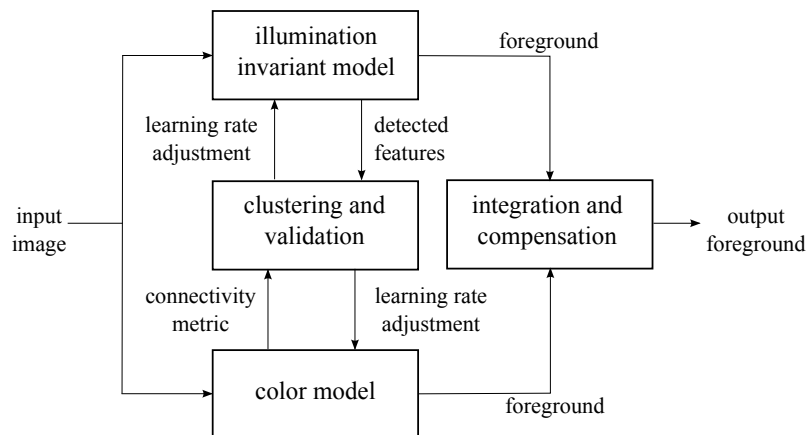 illumination
invariant model
foreground
learning rate
adjustment
detected
features
input
image
clustering and
validation
integration and
compensation
output
foreground
connectivity
metric
learning rate
adjustment
color model
foreground